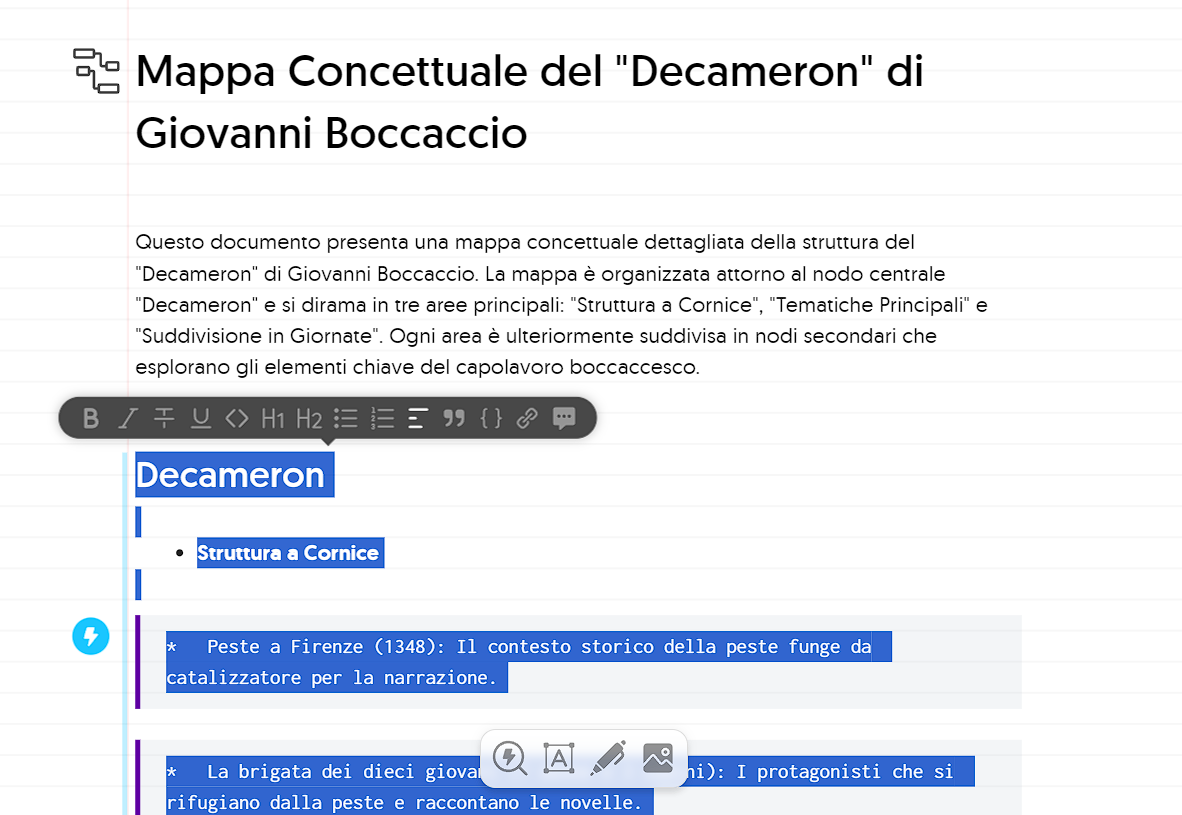 Mappa Concettuale del "Decameron" di
Giovanni Boccaccio
Questo documento presenta una mappa concettuale dettagliata della struttura del
"Decameron" di Giovanni Boccaccio. La mappa è organizzata attorno al nodo centrale
"Decameron" e si dirama in tre aree principali: "Struttura a Cornice", "Tematiche Principali" e
"Suddivisione in Giornate". Ogni area è ulteriormente suddivisa in nodi secondari che
esplorano gli elementi chiave del capolavoro boccaccesco.
B I T U <> H1 H2 {}
Decameron
• Struttura a Cornice
* Peste a Firenze (1348): Il contesto storico della peste funge da
catalizzatore per la narrazione.
* La brigata dei dieci ni): I protagonisti che si
rifugiano dalla peste e raccontano le novelle.